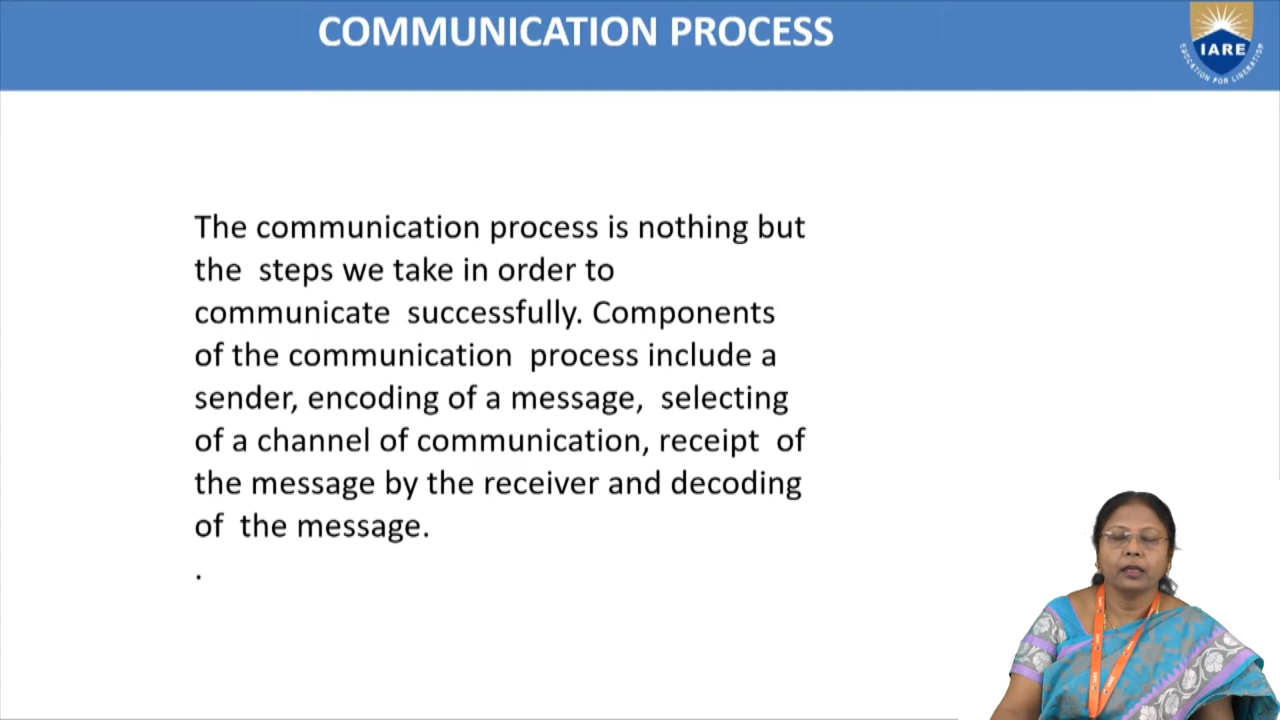 COMMUNICATION PROCESS
IARE
EDUCATION FOR LIBERATION
The communication process is nothing but
the steps we take in order to
communicate successfully. Components
of the communication process include a
sender, encoding of a message, selecting
of a channel of communication, receipt of
the message by the receiver and decoding
of the message.
.